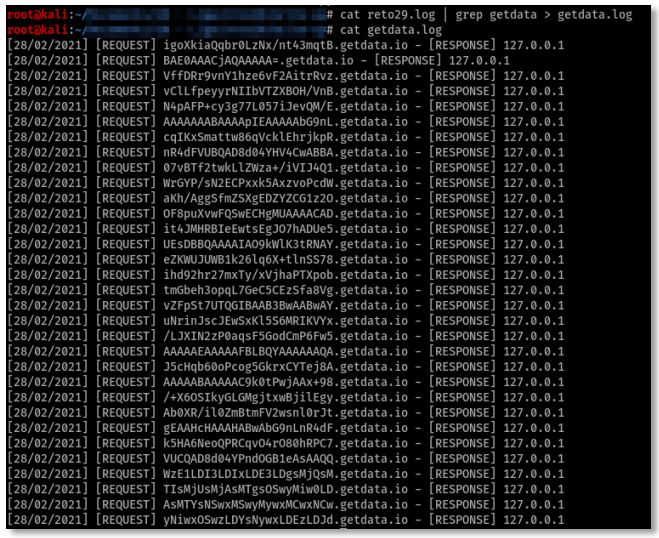 root@kali:~/ # cat reto29.log | grep getdata > getdata.log
root@kali:~/ # cat getdata.log
[28/02/2021] [REQUEST] igoXkiaQqbr0LzNx/nt43mqtB.getdata.io - [RESPONSE] 127.0.0.1
[28/02/2021] [REQUEST] BAE0AAACjAQAAAAA=.getdata.io - [RESPONSE] 127.0.0.1
[28/02/2021] [REQUEST] VffDRr9vnY1hze6vF2AitrRvz.getdata.io - [RESPONSE] 127.0.0.1
[28/02/2021] [REQUEST] vClLfpeyyrNIIbVTZXBOH/VnB.getdata.io - [RESPONSE] 127.0.0.1
[28/02/2021] [REQUEST] N4pAFP+cy3g77L057iJevQM/E.getdata.io - [RESPONSE] 127.0.0.1
[28/02/2021] [REQUEST] AAAAAAABAAAApIEAAAAAbG9nL.getdata.io - [RESPONSE] 127.0.0.1
[28/02/2021] [REQUEST] cqIKxSmattw86qVcklEhrjkpR.getdata.io - [RESPONSE] 127.0.0.1
[28/02/2021] [REQUEST] nR4dFVUBQAD8d04YHV4CwABBA.getdata.io - [RESPONSE] 127.0.0.1
[28/02/2021] [REQUEST] 07vBTf2twkLlZWza+/iVIJ4Q1.getdata.io - [RESPONSE] 127.0.0.1
[28/02/2021] [REQUEST] WrGYP/sN2ECPxxk5AxzvoPcdW.getdata.io - [RESPONSE] 127.0.0.1
[28/02/2021] [REQUEST] aKh/AggSfmZSXgEDZYZCG1z2O.getdata.io - [RESPONSE] 127.0.0.1
[28/02/2021] [REQUEST] OF8puXvwFQSwECHgMUAAAACAD.getdata.io - [RESPONSE] 127.0.0.1
[28/02/2021] [REQUEST] it4JMHRBIeEwtsEgJO7hADUe5.getdata.io - [RESPONSE] 127.0.0.1
[28/02/2021] [REQUEST] UEsDBBQAAAAIAO9kWlK3tRNAY.getdata.io - [RESPONSE] 127.0.0.1
[28/02/2021] [REQUEST] eZKWUJUWB1k26lq6X+tlnSS78.getdata.io - [RESPONSE] 127.0.0.1
[28/02/2021] [REQUEST] ihd92hr27mxTy/xVjhaPTXpob.getdata.io - [RESPONSE] 127.0.0.1
[28/02/2021] [REQUEST] tmGbeh3opqL7GeC5CEzSfa8Vg.getdata.io - [RESPONSE] 127.0.0.1
[28/02/2021] [REQUEST] vZFpSt7UTQGIBAAB3BwAABwAY.getdata.io - [RESPONSE] 127.0.0.1
[28/02/2021] [REQUEST] uNrinJscJEwSxKl5S6MRIKVYx.getdata.io - [RESPONSE] 127.0.0.1
[28/02/2021] [REQUEST] /LJXIN2zP0aqsF5GodCmP6Fw5.getdata.io - [RESPONSE] 127.0.0.1
[28/02/2021] [REQUEST] AAAAAEAAAAAFBLBQYAAAAAAQA.getdata.io - [RESPONSE] 127.0.0.1
[28/02/2021] [REQUEST] J5cHqb60oPcog5GkrxCYTej8A.getdata.io - [RESPONSE] 127.0.0.1
[28/02/2021] [REQUEST] AAAAABAAAAAC9k0tPwjAAx+98.getdata.io - [RESPONSE] 127.0.0.1
[28/02/2021] [REQUEST] /+X6OSIkyGLGMgjtxwBjilEgy.getdata.io - [RESPONSE] 127.0.0.1
[28/02/2021] [REQUEST] Ab0XR/il0ZmBtmFV2wsnl0rJt.getdata.io - [RESPONSE] 127.0.0.1
[28/02/2021] [REQUEST] gEAAHcHAAAHABwAbG9nLnR4dF.getdata.io - [RESPONSE] 127.0.0.1
[28/02/2021] [REQUEST] k5HA6NeoQPRCqvO4rO80hRPC7.getdata.io - [RESPONSE] 127.0.0.1
[28/02/2021] [REQUEST] VUCQAD8d04YPndOGB1eAsAAQQ.getdata.io - [RESPONSE] 127.0.0.1
[28/02/2021] [REQUEST] WzE1LDI3LDIxLDE3LDgsMjQsM.getdata.io - [RESPONSE] 127.0.0.1
[28/02/2021] [REQUEST] TIsMjUsMjAsMTgsOSwyMiw0LD.getdata.io - [RESPONSE] 127.0.0.1
[28/02/2021] [REQUEST] AsMTYsNSwxMSwyMywxMCwxNCw.getdata.io - [RESPONSE] 127.0.0.1
[28/02/2021] [REQUEST] yNiwxOSwzLDYsNywxLDEzLDJd.getdata.io - [RESPONSE] 127.0.0.1